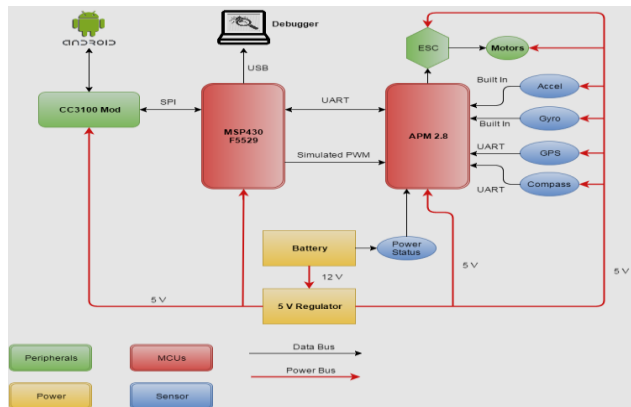 Debugger
ANDROID
USB
ESC
Motors
CC3100 Mod
SPI
MSP430
F5529
UART
Simulated PWM
APM 2.8
Built In
Accel
Built In
Gyro
UART
GPS
UART
Compass
Battery
Power
Status
12 V
5 V Regulator
5 V
5 V
5 V
Peripherals
MCUs
Data Bus
Power Bus
Power
Sensor